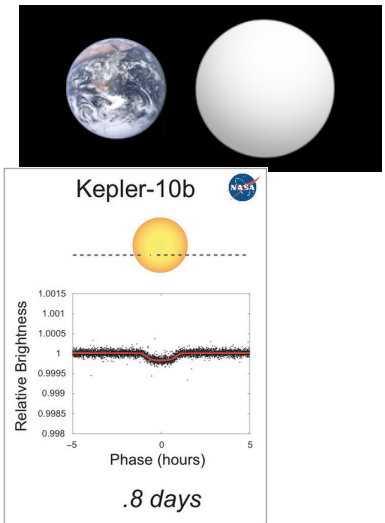 Kepler-10b
NASA
1.0015
1.001
1.0005
1
0.9995
0.999
0.9985
0.998
Relative Brightness
−5
0
5
Phase (hours)
.8 days